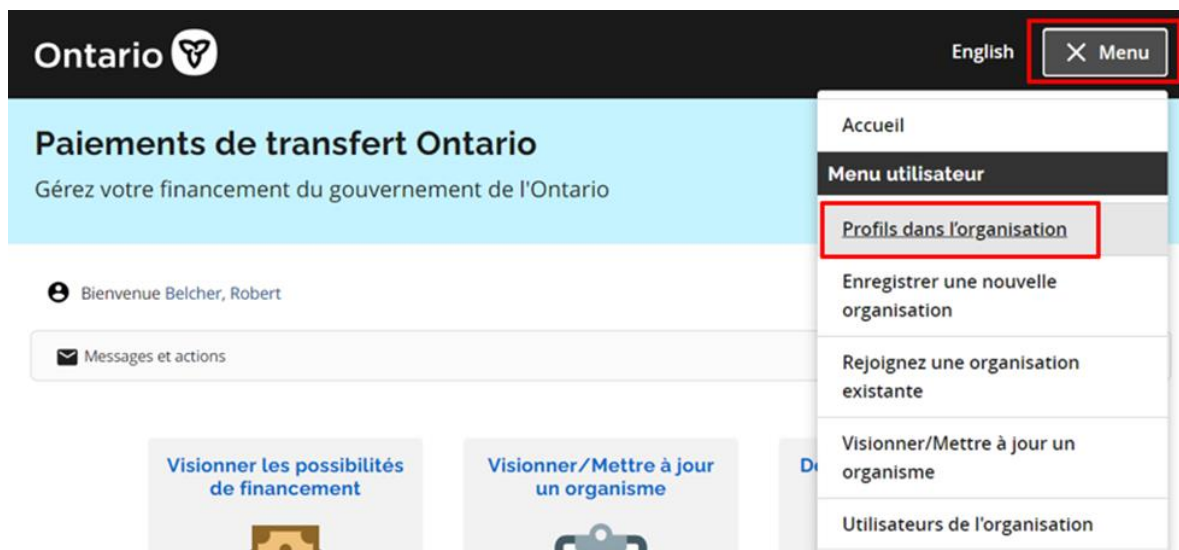 Ontario
English
Menu
Paiements de transfert Ontario
Gérez votre financement du gouvernement de l'Ontario
Accueil
Menu utilisateur
Profils dans l'organisation
Enregistrer une nouvelle
organisation
Rejoignez une organisation
existante
Visionner/Mettre à jour un
organisme
Utilisateurs de l'organisation
Bienvenue Belcher, Robert
Messages et actions
Visionner les possibilités
de financement
Visionner/Mettre à jour
un organisme